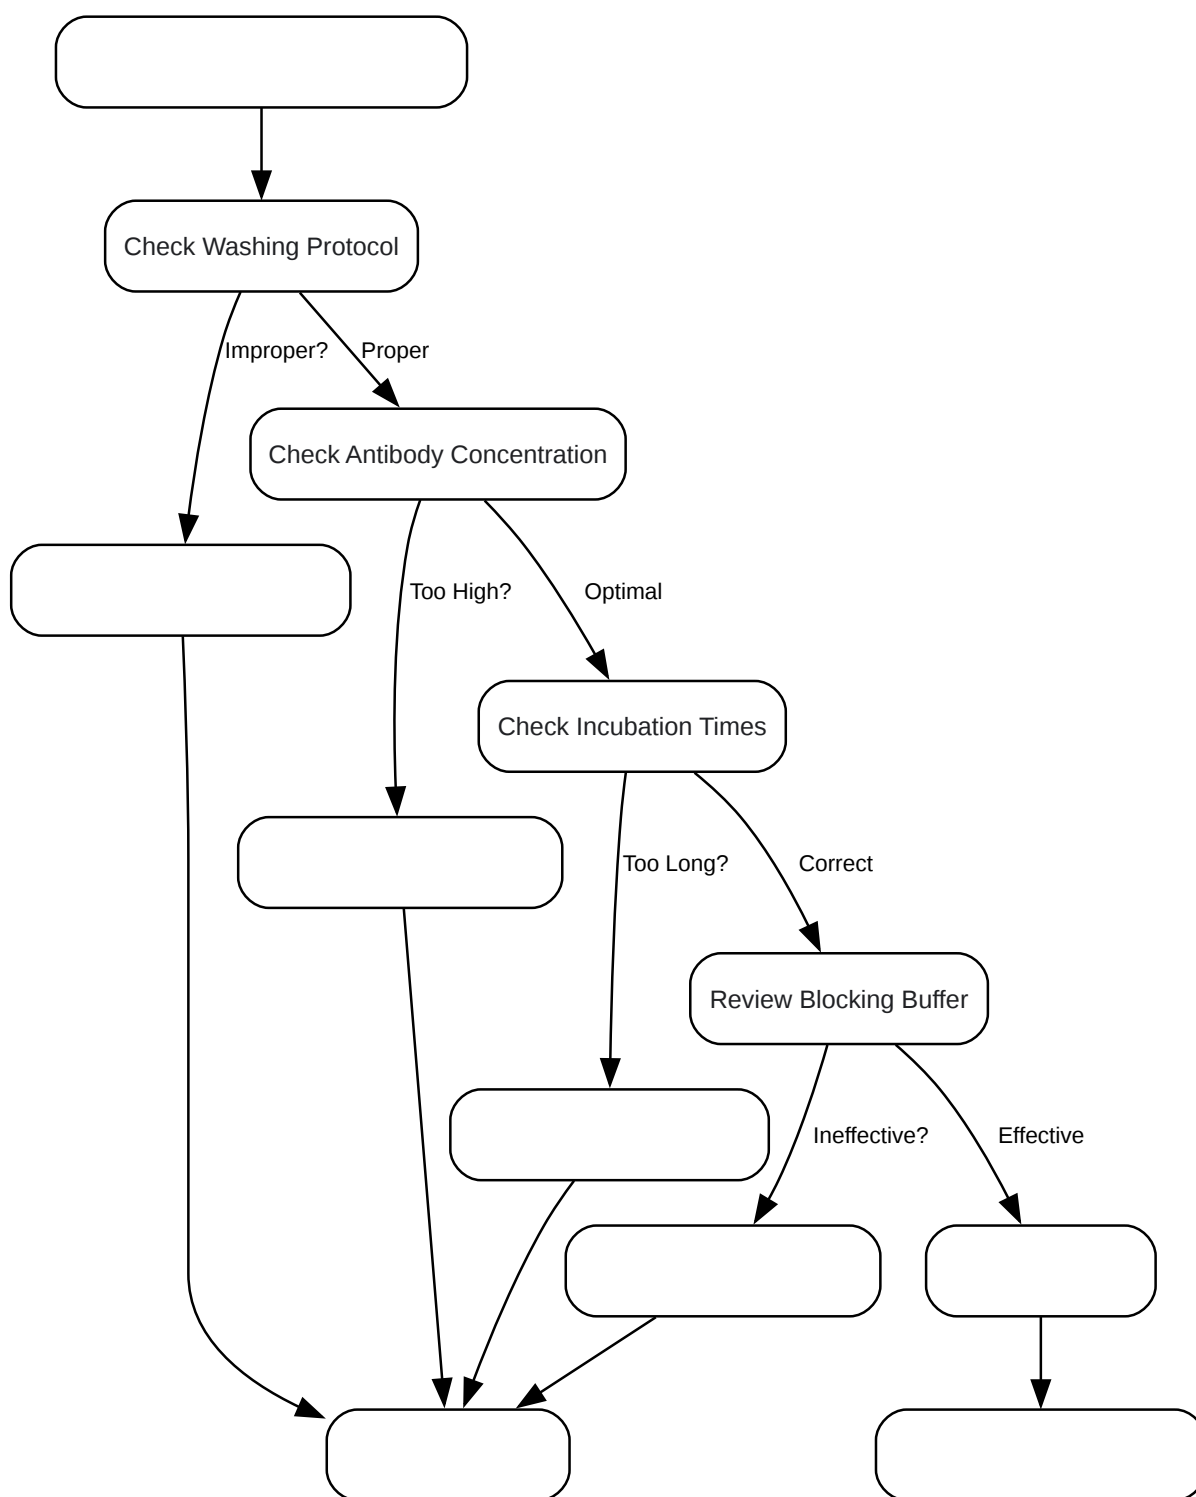 Check Washing Protocol
Improper?
Proper
Check Antibody Concentration
Too High?
Optimal
Check Incubation Times
Too Long?
Correct
Review Blocking Buffer
Ineffective?
Effective